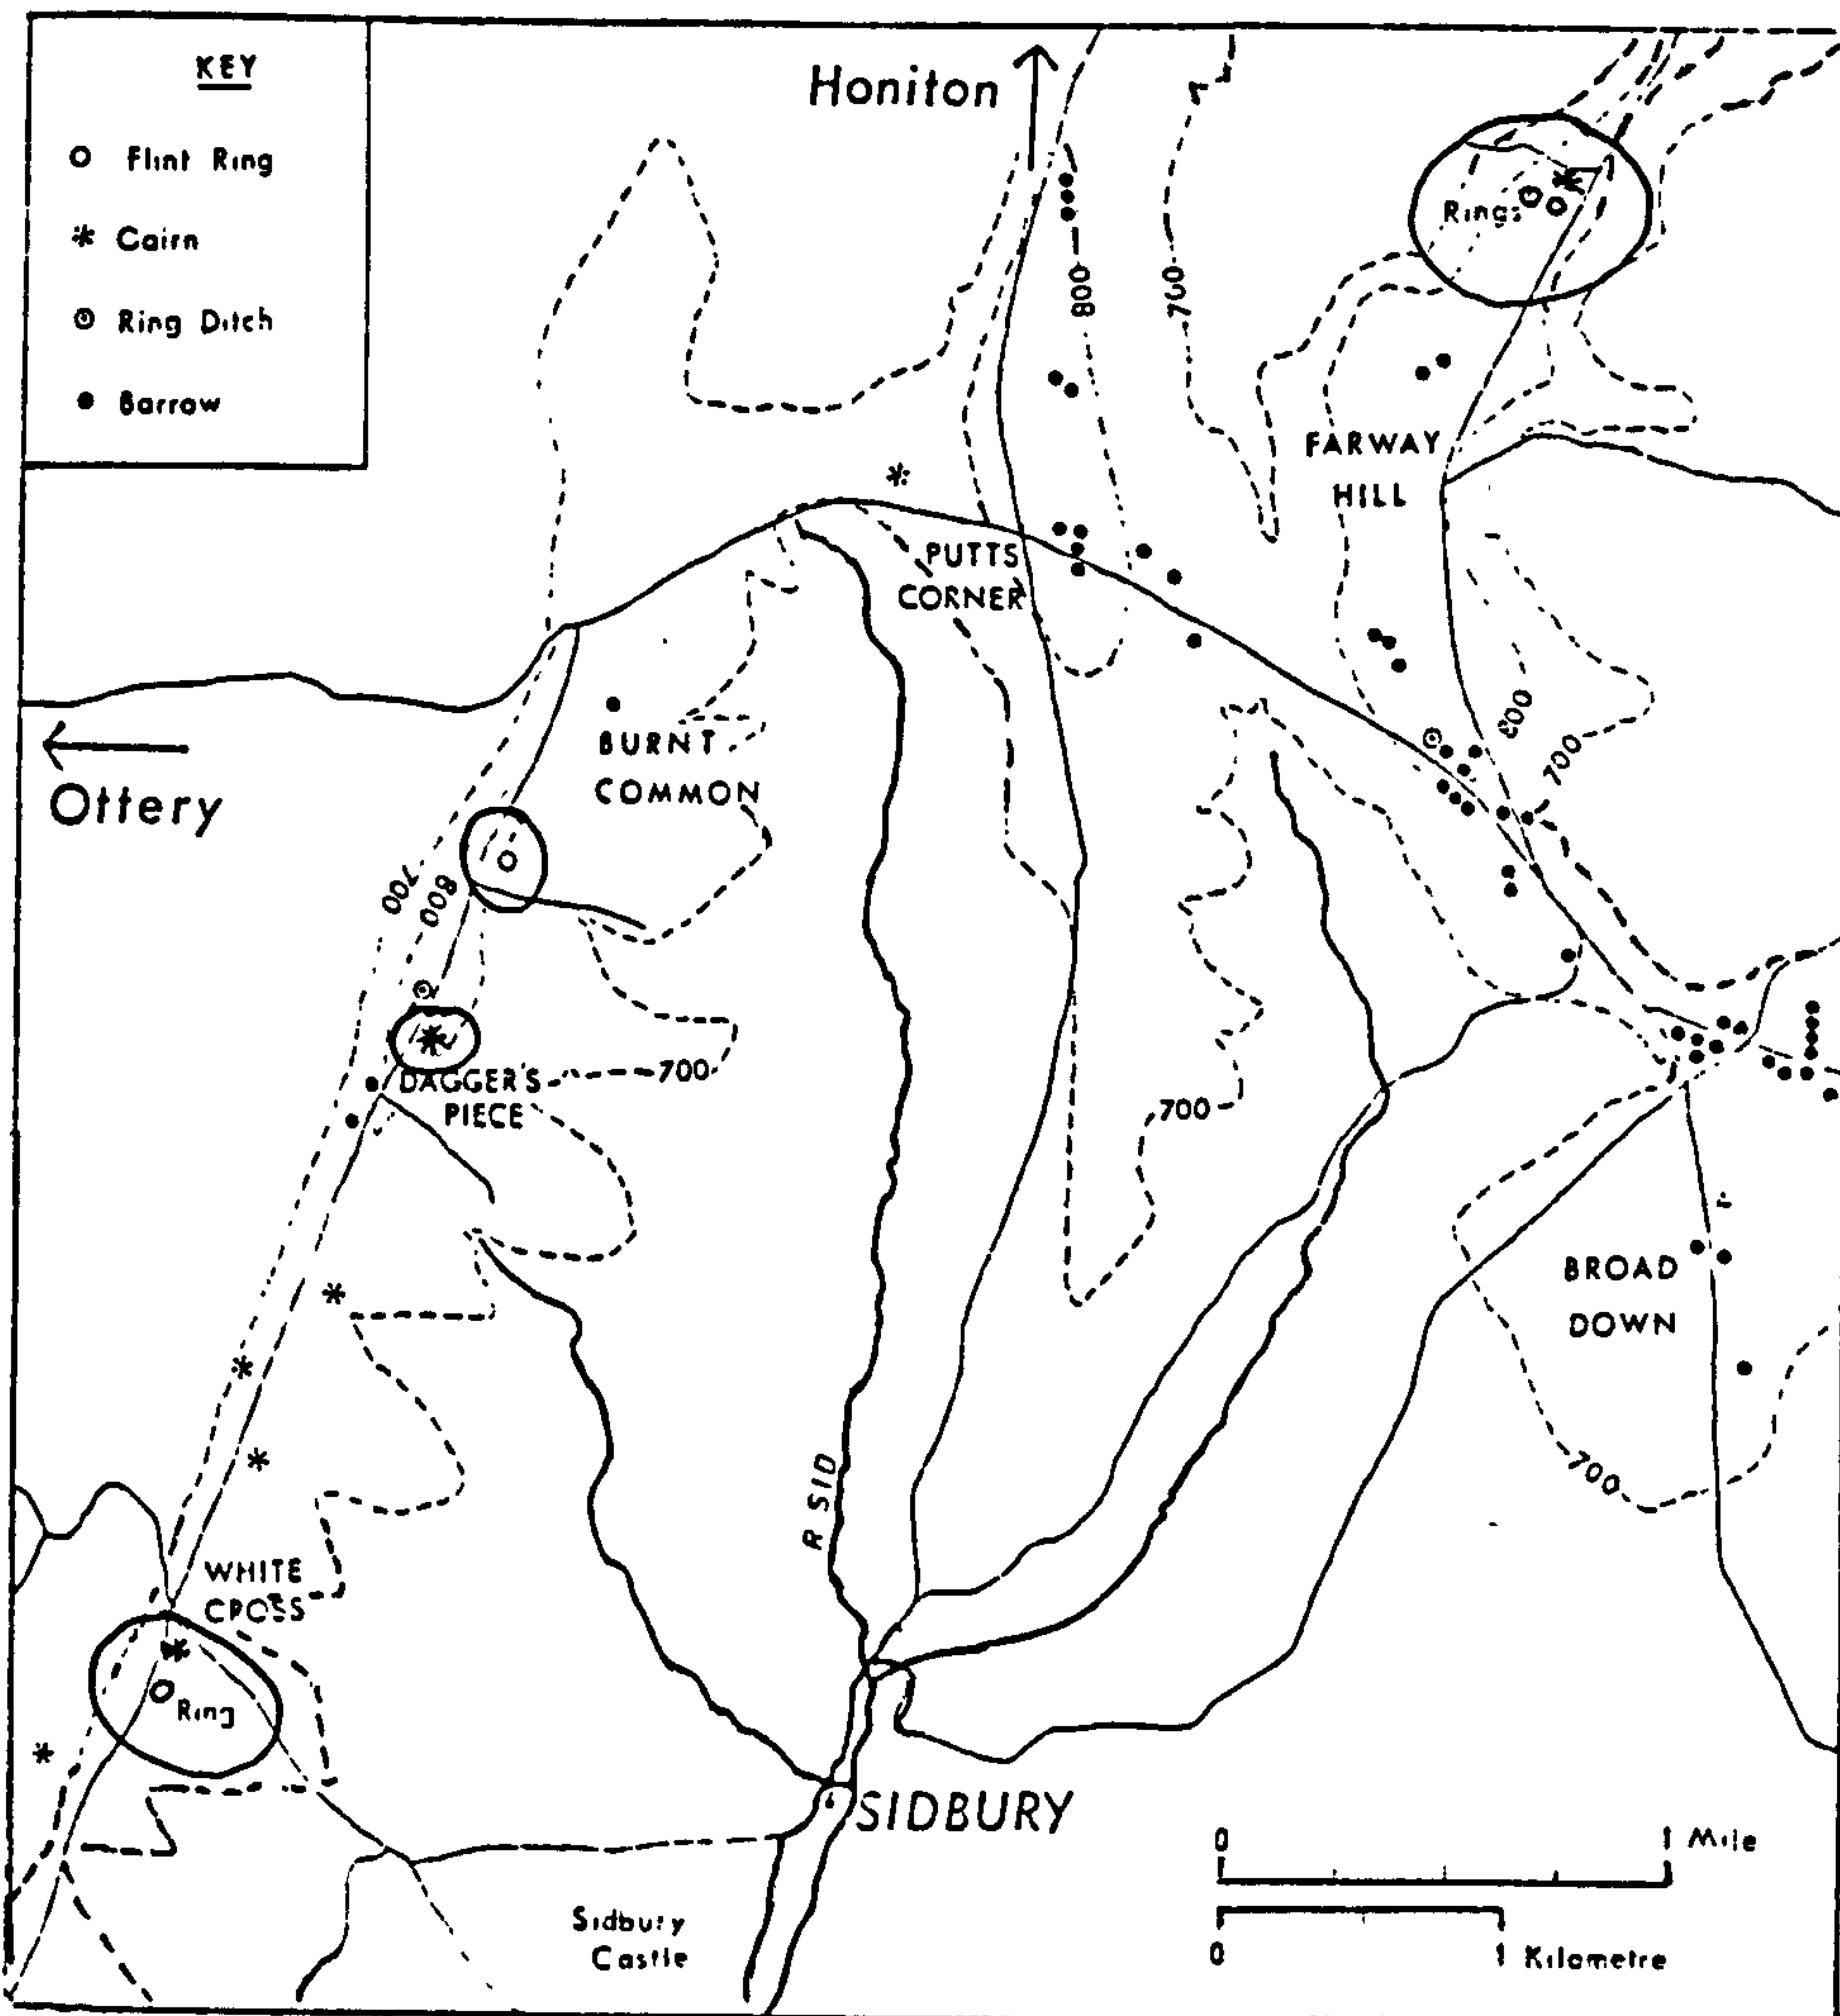 KEY
Flint Ring
Cairn
Ring Ditch
Barrow
Honiton
Rings
800
700
FARWAY
HILL
PUTTS
CORNER
BURNT
COMMON
Ottery
800
700
700
800
DAGGER'S
PIECE
700
700
BROAD
DOWN
700
R SID
WHITE
CROSS
Ring
SIDBURY
Sidbury
Castle
0 1 Mile
0 1 Kilometre